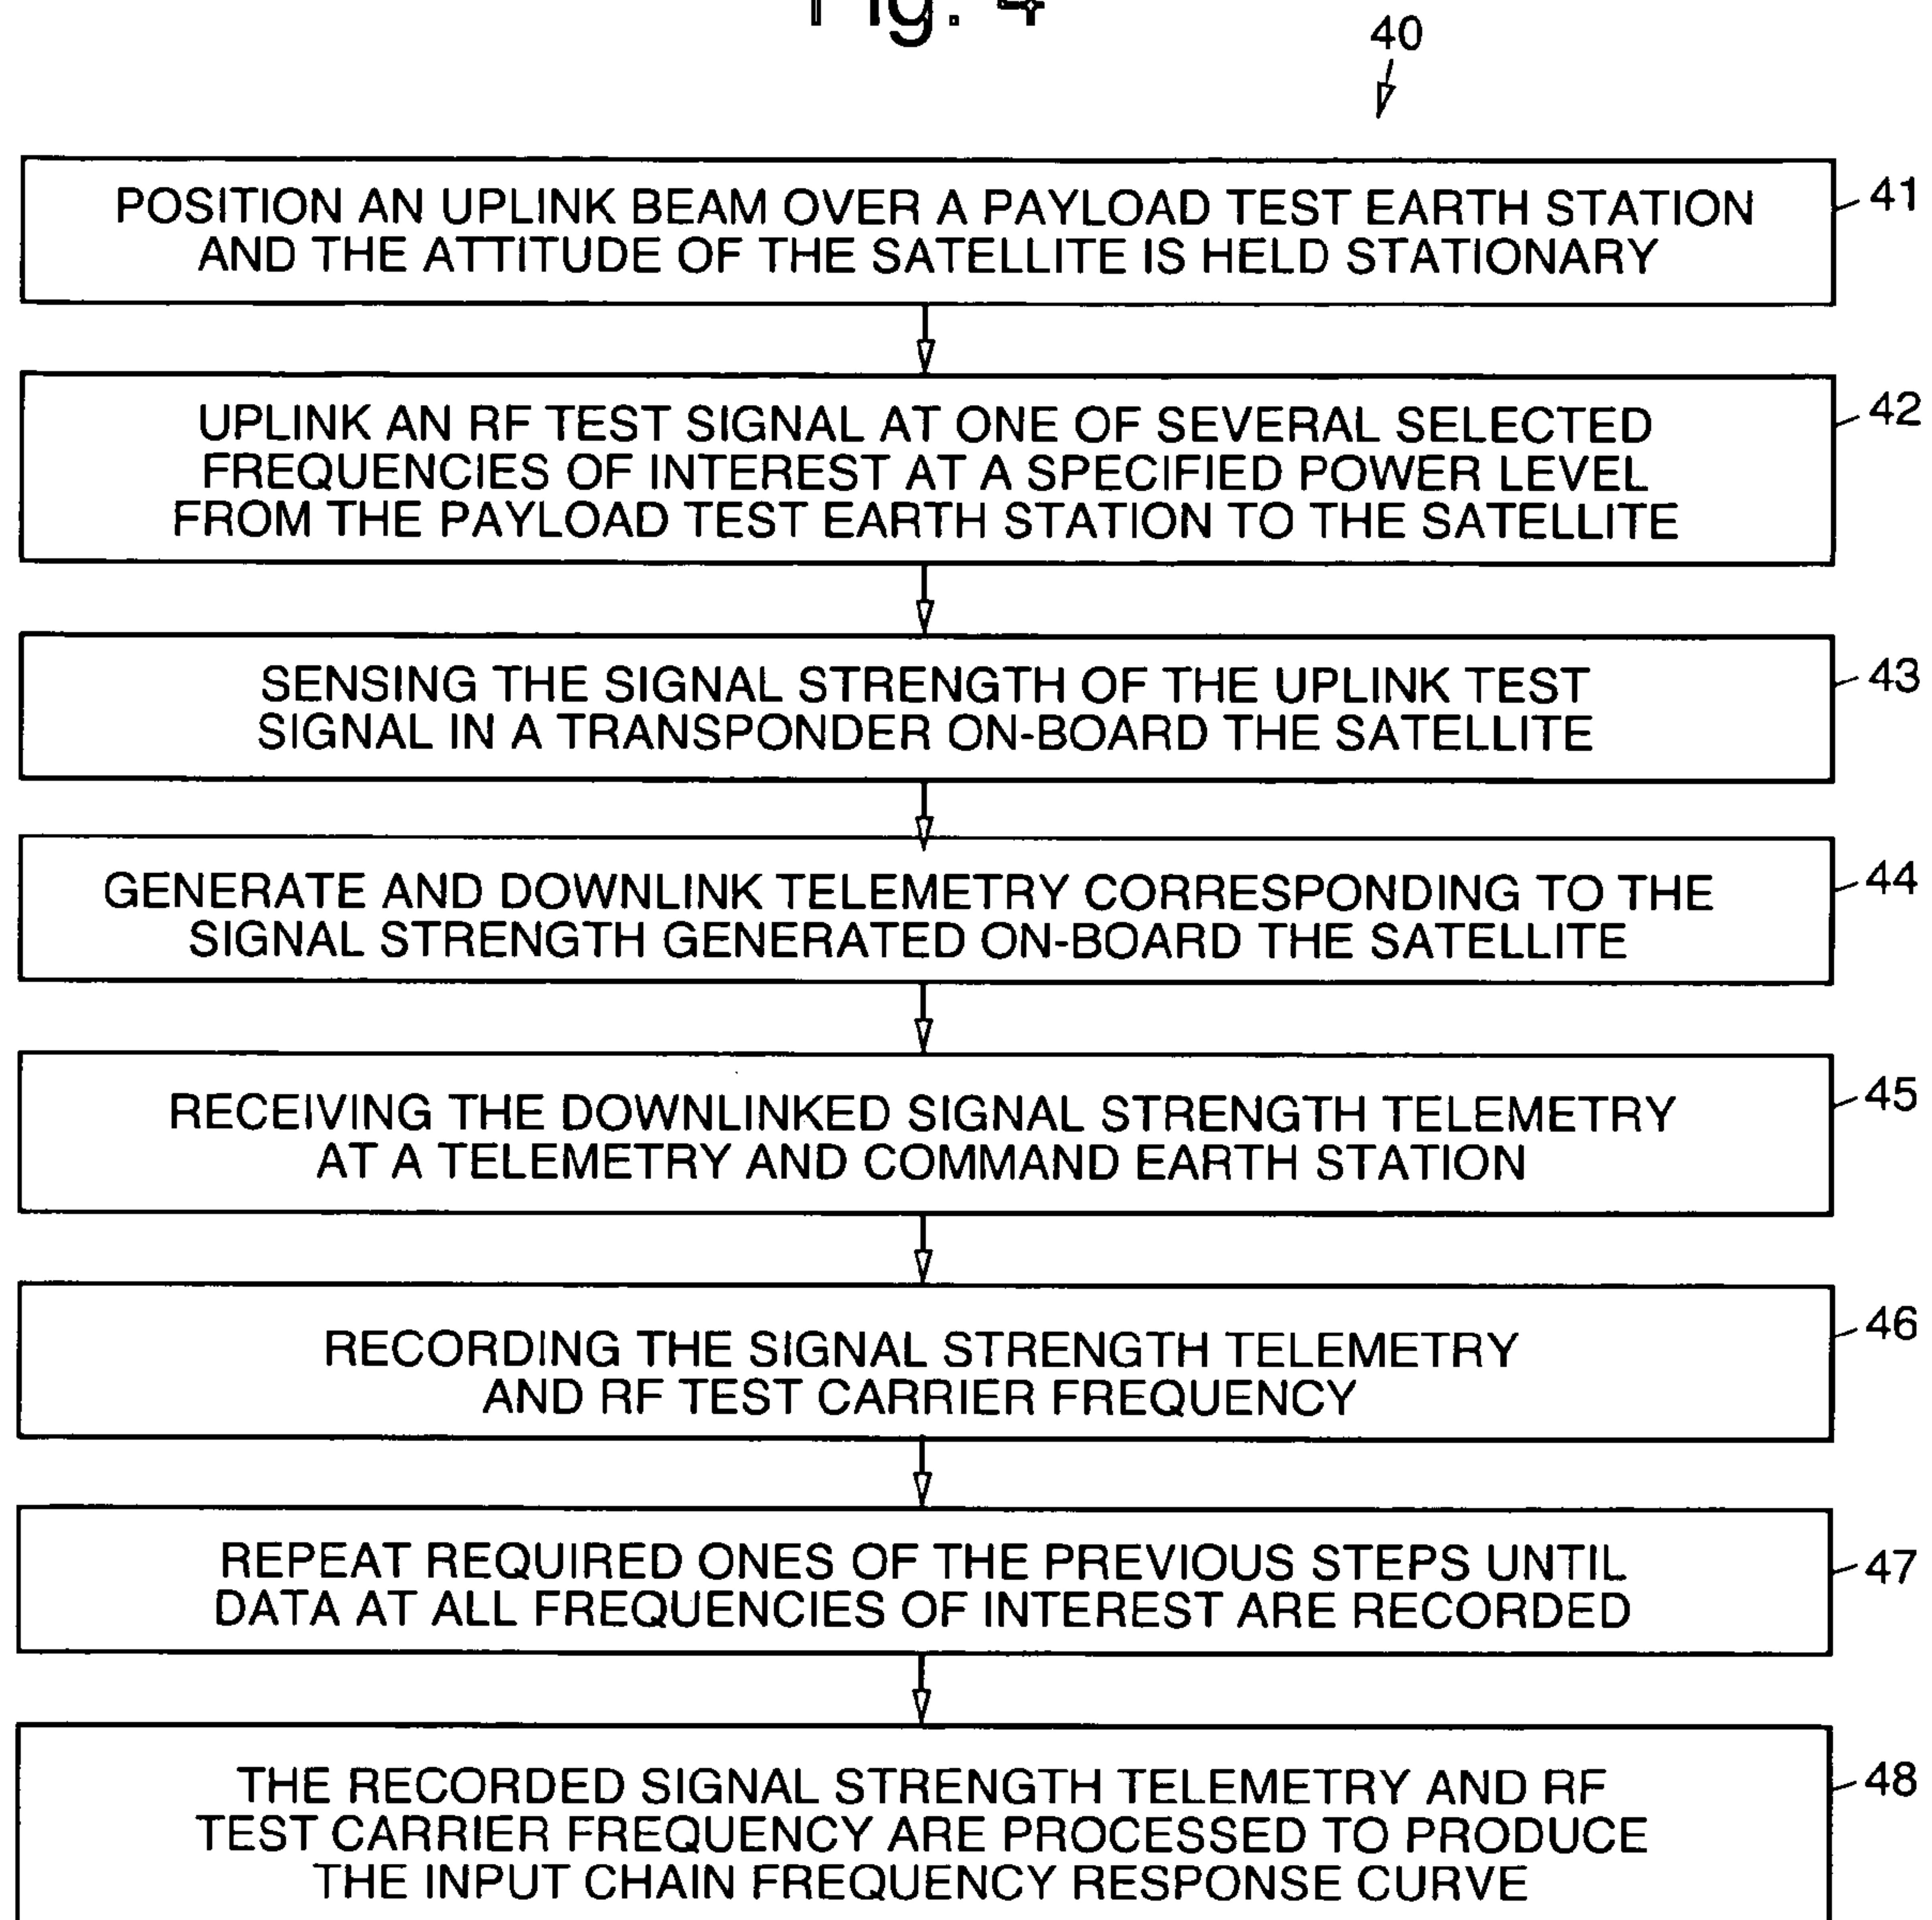 Fig. 4
40
POSITION AN UPLINK BEAM OVER A PAYLOAD TEST EARTH STATION
AND THE ATTITUDE OF THE SATELLITE IS HELD STATIONARY
41
UPLINK AN RF TEST SIGNAL AT ONE OF SEVERAL SELECTED
FREQUENCIES OF INTEREST AT A SPECIFIED POWER LEVEL
FROM THE PAYLOAD TEST EARTH STATION TO THE SATELLITE
42
SENSING THE SIGNAL STRENGTH OF THE UPLINK TEST
SIGNAL IN A TRANSPONDER ON-BOARD THE SATELLITE
43
GENERATE AND DOWNLINK TELEMETRY CORRESPONDING TO THE
SIGNAL STRENGTH GENERATED ON-BOARD THE SATELLITE
44
RECEIVING THE DOWNLINKED SIGNAL STRENGTH TELEMETRY
AT A TELEMETRY AND COMMAND EARTH STATION
45
RECORDING THE SIGNAL STRENGTH TELEMETRY
AND RF TEST CARRIER FREQUENCY
46
REPEAT REQUIRED ONES OF THE PREVIOUS STEPS UNTIL
DATA AT ALL FREQUENCIES OF INTEREST ARE RECORDED
47
THE RECORDED SIGNAL STRENGTH TELEMETRY AND RF
TEST CARRIER FREQUENCY ARE PROCESSED TO PRODUCE
THE INPUT CHAIN FREQUENCY RESPONSE CURVE
48